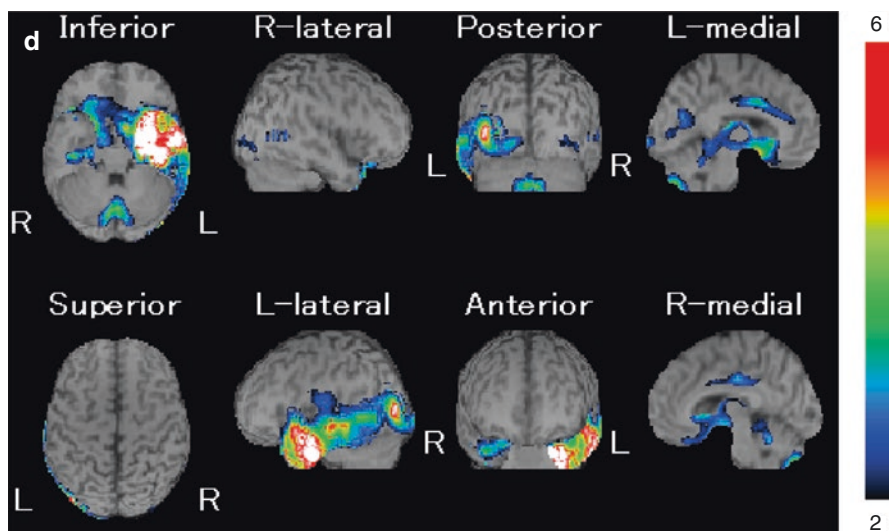 d
Inferior R-lateral Posterior L-medial
R L L R
Superior L-lateral Anterior R-medial
L R R L
6
2